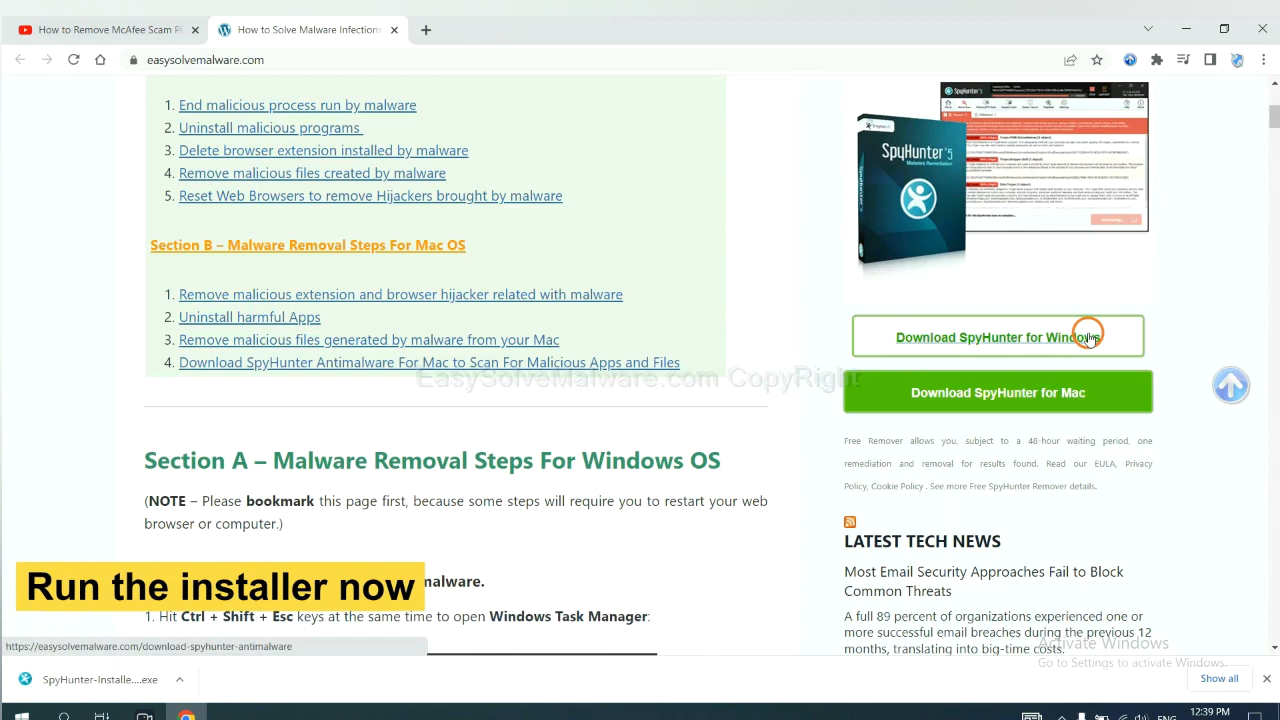 How to Remove McAfee Scam P
How to Solve Malware Infections
easysolvemalware.com
1. End malicious process run by malware
2. Uninstall malicious programs
3. Delete browser installed by malware
4. Remove malicious files created by malware
5. Reset Web Bro brought by malware
Section B – Malware Removal Steps For Mac OS
1. Remove malicious extension and browser hijacker related with malware
2. Uninstall harmful Apps
3. Remove malicious files generated by malware from your Mac
4. Download SpyHunter Antimalware For Mac to Scan For Malicious Apps and Files
SpyHunter 5
Malware Remediation
Download SpyHunter for Windows
EasySolveMalware.com CopyRight
Download SpyHunter for Mac
Free Remover allows you, subject to a 48-hour waiting period, one
remediation and removal for results found. Read our EULA, Privacy
Policy, Cookie Policy . See more Free SpyHunter Remover details.
Section A – Malware Removal Steps For Windows OS
(NOTE – Please bookmark this page first, because some steps will require you to restart your web
browser or computer.)
LATEST TECH NEWS
Most Email Security Approaches Fail to Block
Common Threats
A full 89 percent of organizations experienced one or
more successful email breaches during the previous 12
months, translating into big-time costs.
Run the installer now
malware.
1. Hit Ctrl + Shift + Esc keys at the same time to open Windows Task Manager:
Activate Windows
Go to Settings to activate Windows.
https://easysolvemalware.com/download-spyhunter-antimalware
SpyHunter-Installe....exe
Show all
ENG
12:39 PM